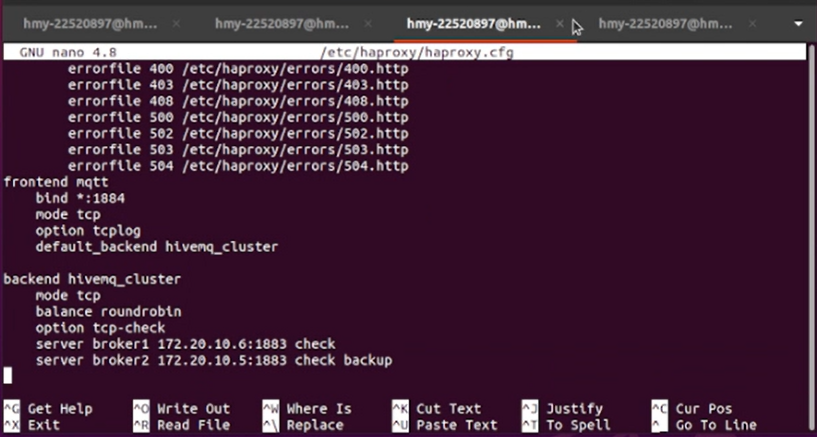 hmy-22520897@hm...
hmy-22520897@hm...
hmy-22520897@hm...
hmy-22520897@hm...
GNU nano 4.8 /etc/haproxy/haproxy.cfg
errorfile 400 /etc/haproxy/errors/400.http
errorfile 403 /etc/haproxy/errors/403.http
errorfile 408 /etc/haproxy/errors/408.http
errorfile 500 /etc/haproxy/errors/500.http
errorfile 502 /etc/haproxy/errors/502.http
errorfile 503 /etc/haproxy/errors/503.http
errorfile 504 /etc/haproxy/errors/504.http
frontend mqtt
bind *:1884
mode tcp
option tcplog
default_backend hivemq_cluster
backend hivemq_cluster
mode tcp
balance roundrobin
option tcp-check
server broker1 172.20.10.6:1883 check
server broker2 172.20.10.5:1883 check backup
^G Get Help ^O Write Out ^W Where Is ^K Cut Text ^J Justify ^C Cur Pos
^X Exit ^R Read File ^\ Replace ^U Paste Text ^T To Spell ^_ Go To Line